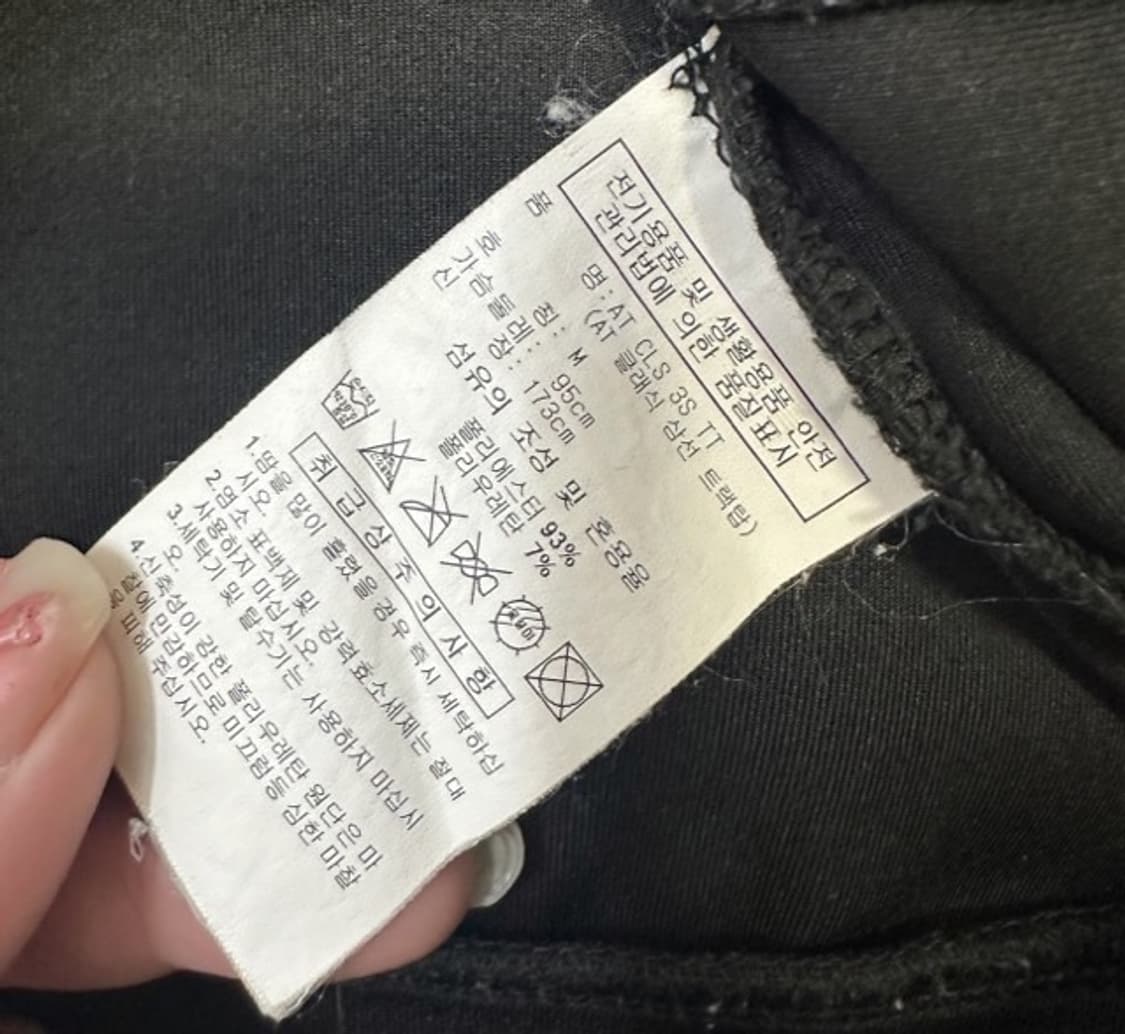 전기용품 및 생활용품 안전
관리법에 의한 품질표시
품 명 : AT CLS 3S TT
(AT 클래식 삼선 트랙탑)
호 칭 : M
가슴둘레 : 95cm
신 장 : 173cm
섬유의 조성 및 혼용율
폴리에스터 93%
폴리우레탄 7%
취급상주의사항
1.땀을 많이 흘렸을 경우 즉시 세탁하십
시오.
2.염소 표백제 및 강력효소세제는 절대
사용하지 마십시오.
3.세탁기 및 탈수기는 사용하지 마십시
오.
4.신축성이 강한 폴리우레탄 원단은 마
찰에 민감하므로 미끄럼등 심한 마찰
을 피해 주십시오.